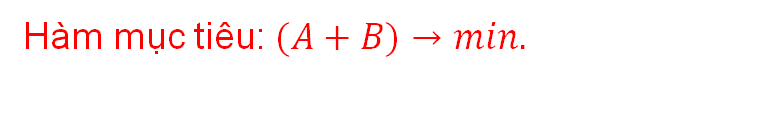 Hàm mục tiêu: (A + B) → min.